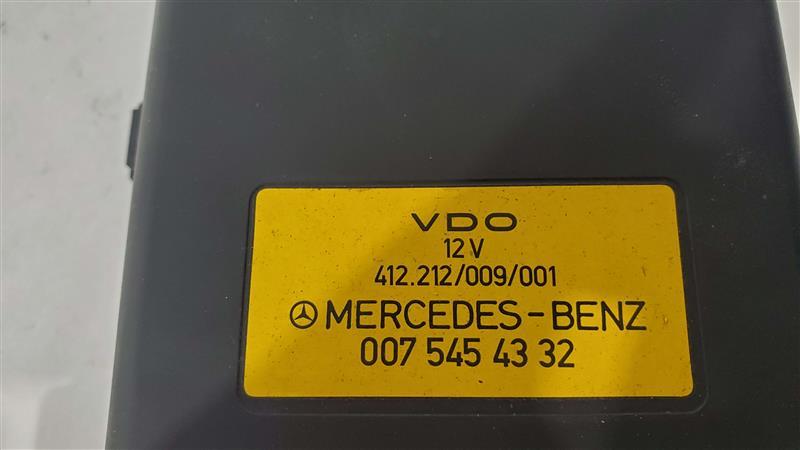 VDO
12 V
412.212/009/001
MERCEDES-BENZ
007 545 43 32